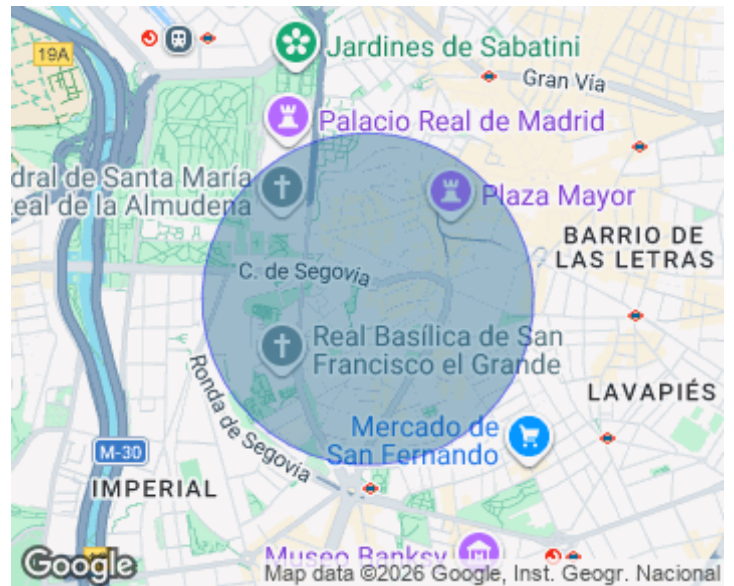 19A
Jardines de Sabatini
Gran Vía
Palacio Real de Madrid
dral de Santa María
eal de la Almudena
Plaza Mayor
BARRIO DE
LAS LETRAS
C. de Segovia
Real Basílica de San
Francisco el Grande
Ronda de Segovia
LAVAPIÉS
Mercado de
San Fernando
M-30
IMPERIAL
Museo Banksy
Google
Map data ©2026 Google, Inst. Geogr. Nacional